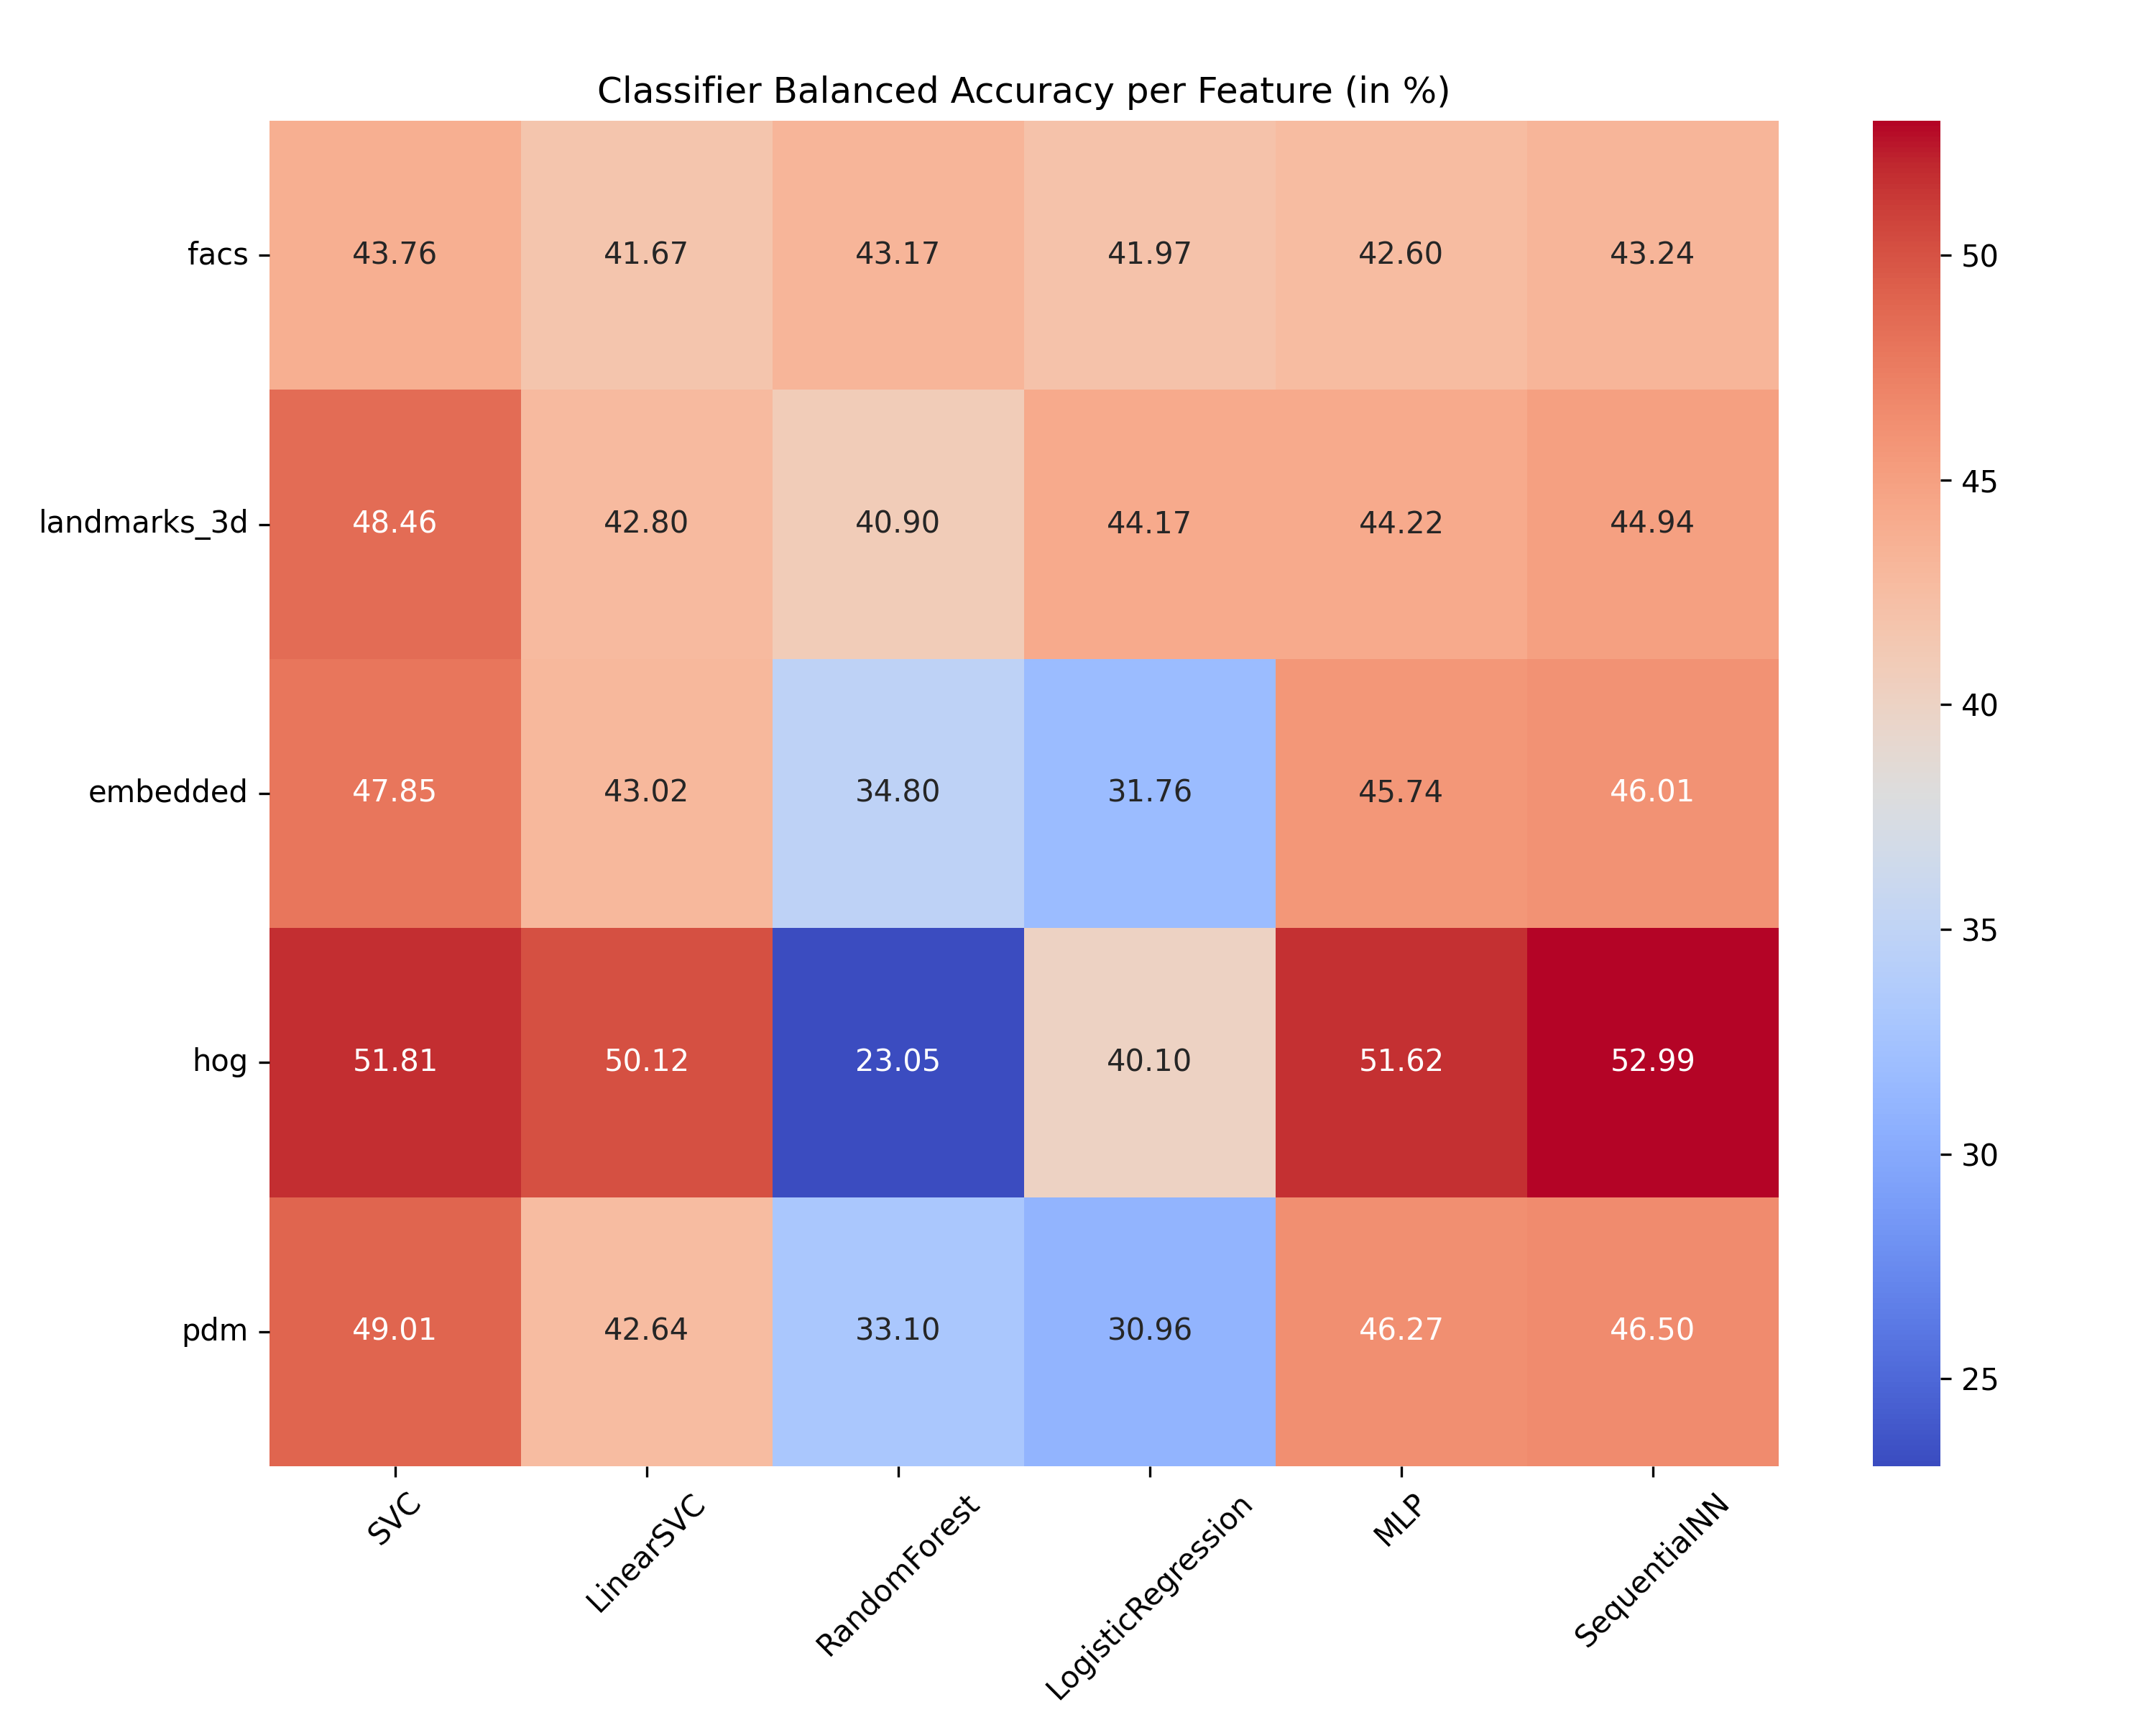 Classifier Balanced Accuracy per Feature (in %)
facs 43.76 41.67 43.17 41.97 42.60 43.24
landmarks_3d 48.46 42.80 40.90 44.17 44.22 44.94
embedded 47.85 43.02 34.80 31.76 45.74 46.01
hog 51.81 50.12 23.05 40.10 51.62 52.99
pdm 49.01 42.64 33.10 30.96 46.27 46.50
SVC LinearSVC RandomForest LogisticRegression MLP SequentialNN
50
45
40
35
30
25